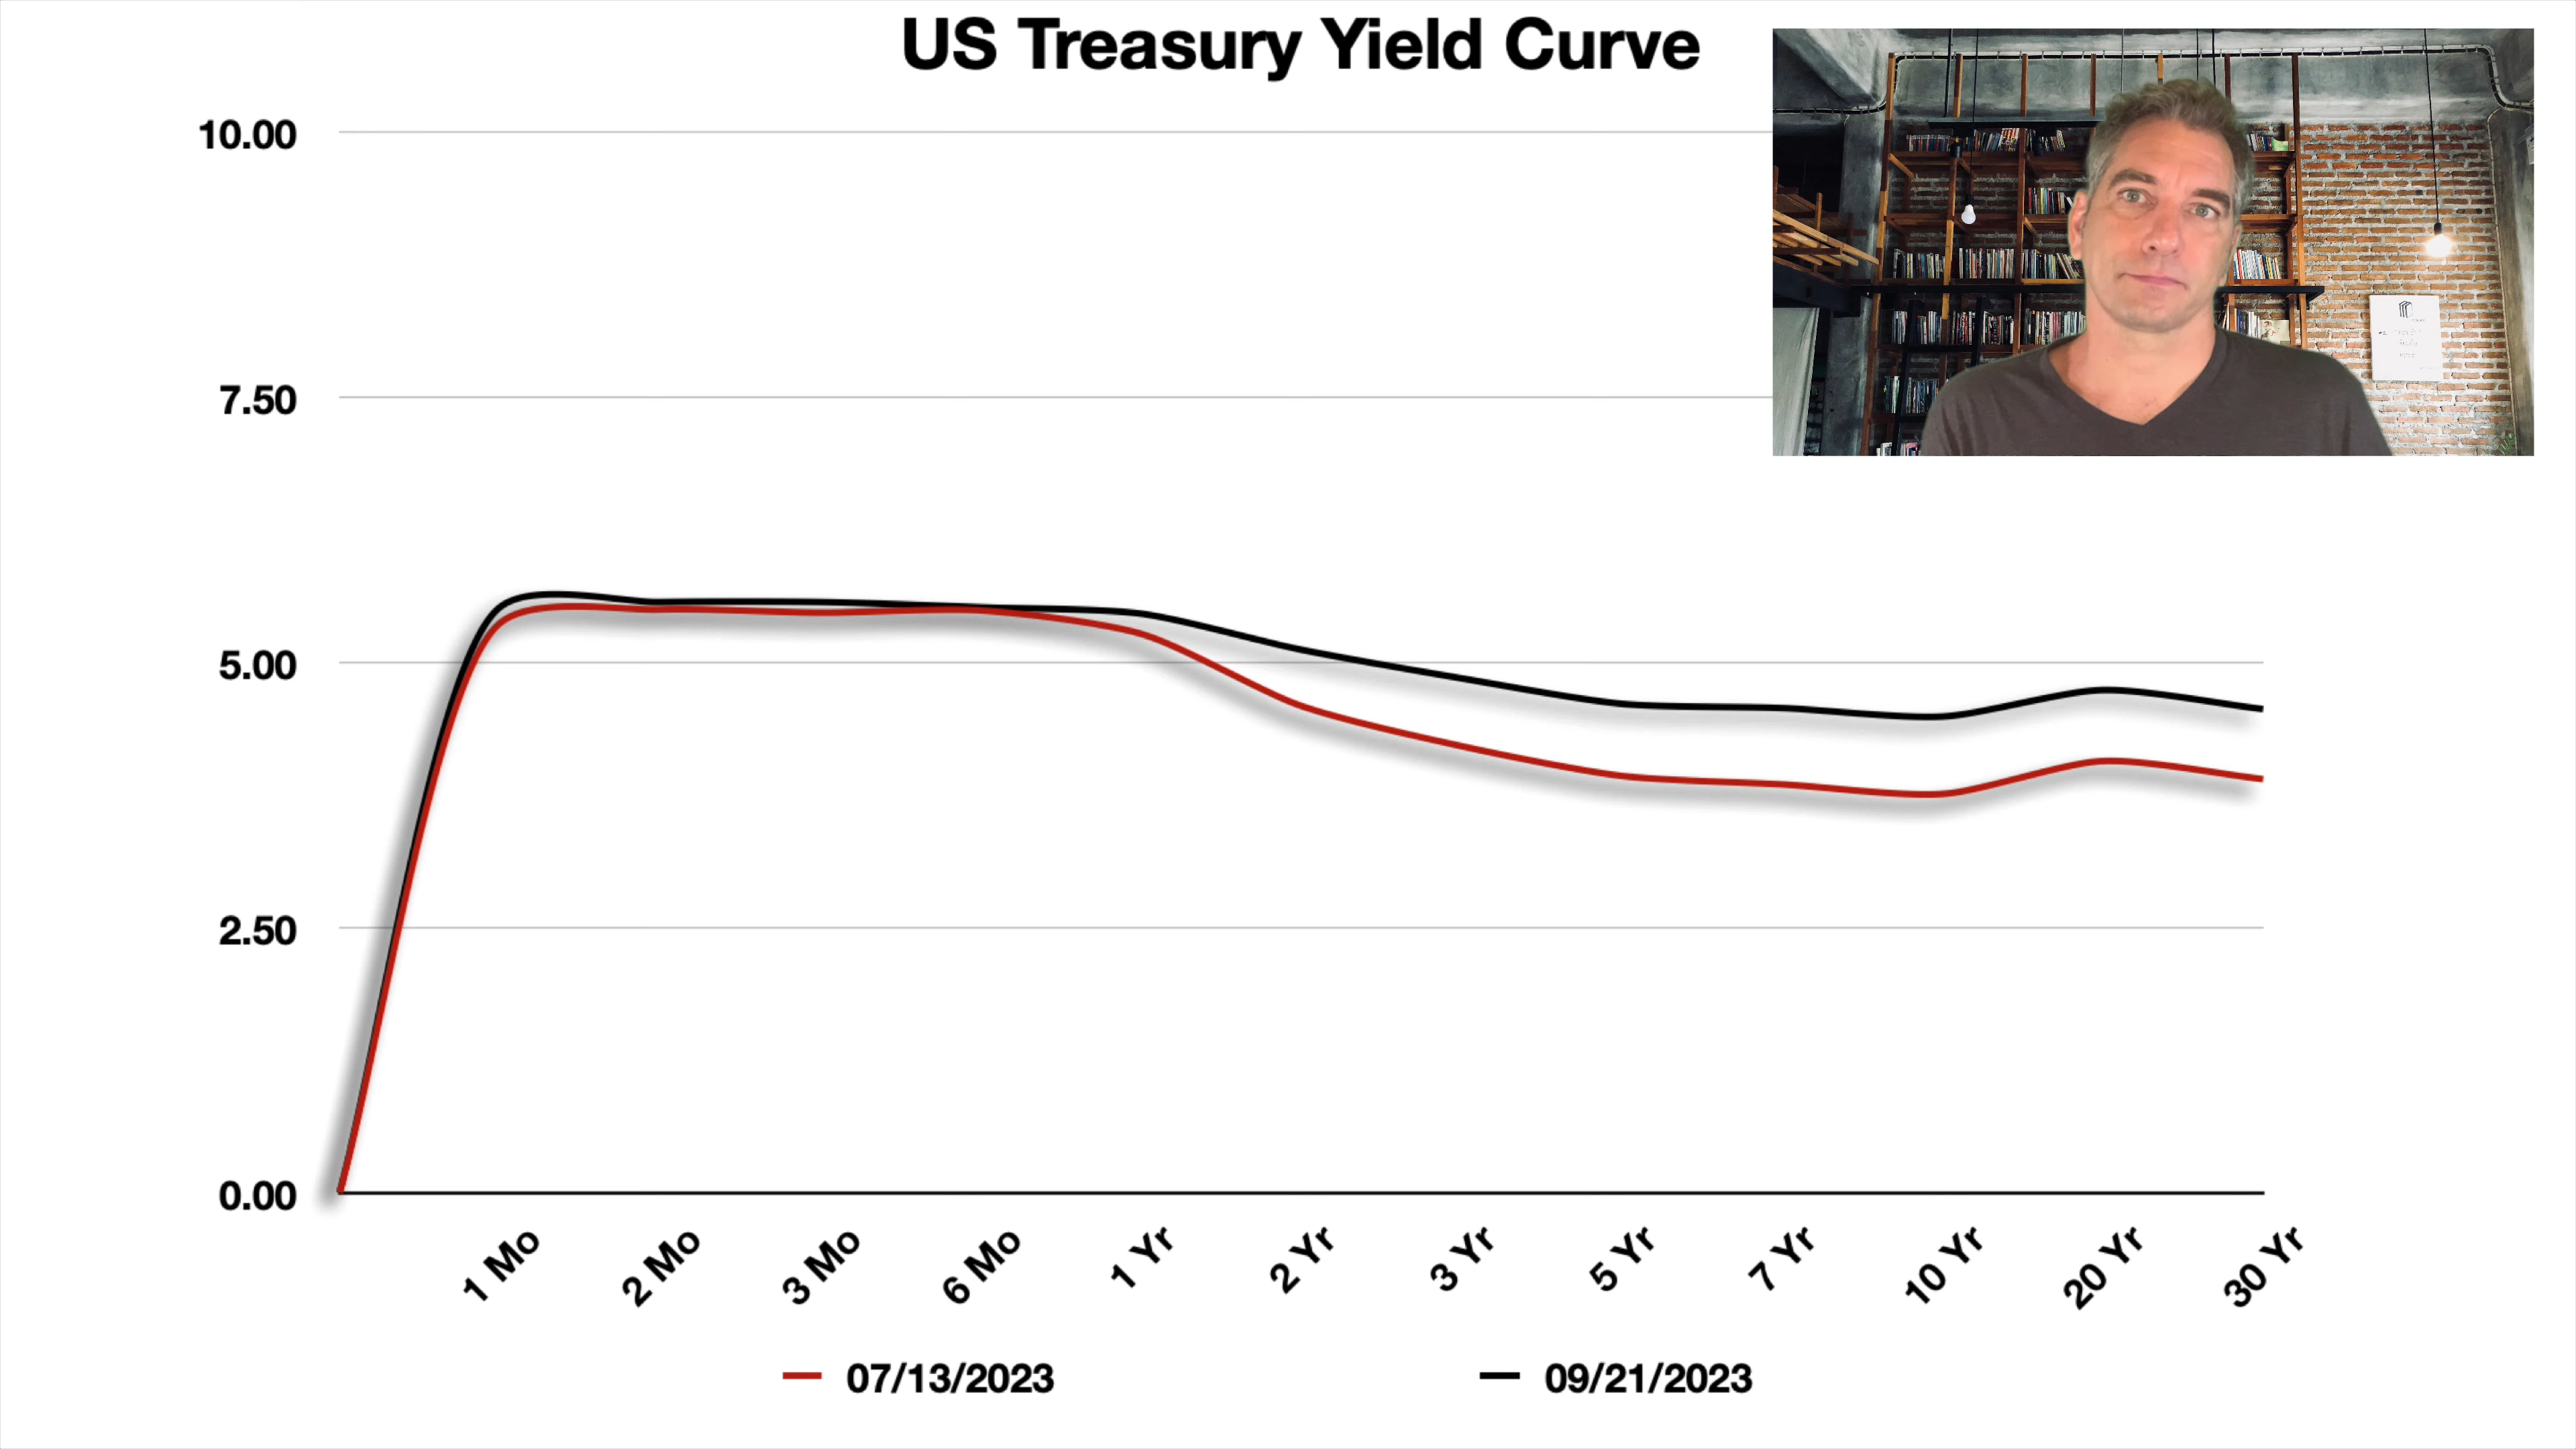 US Treasury Yield Curve
10.00
7.50
5.00
2.50
0.00
1 Mo
2 Mo
3 Mo
6 Mo
1 Yr
2 Yr
3 Yr
5 Yr
7 Yr
10 Yr
20 Yr
30 Yr
07/13/2023
09/21/2023